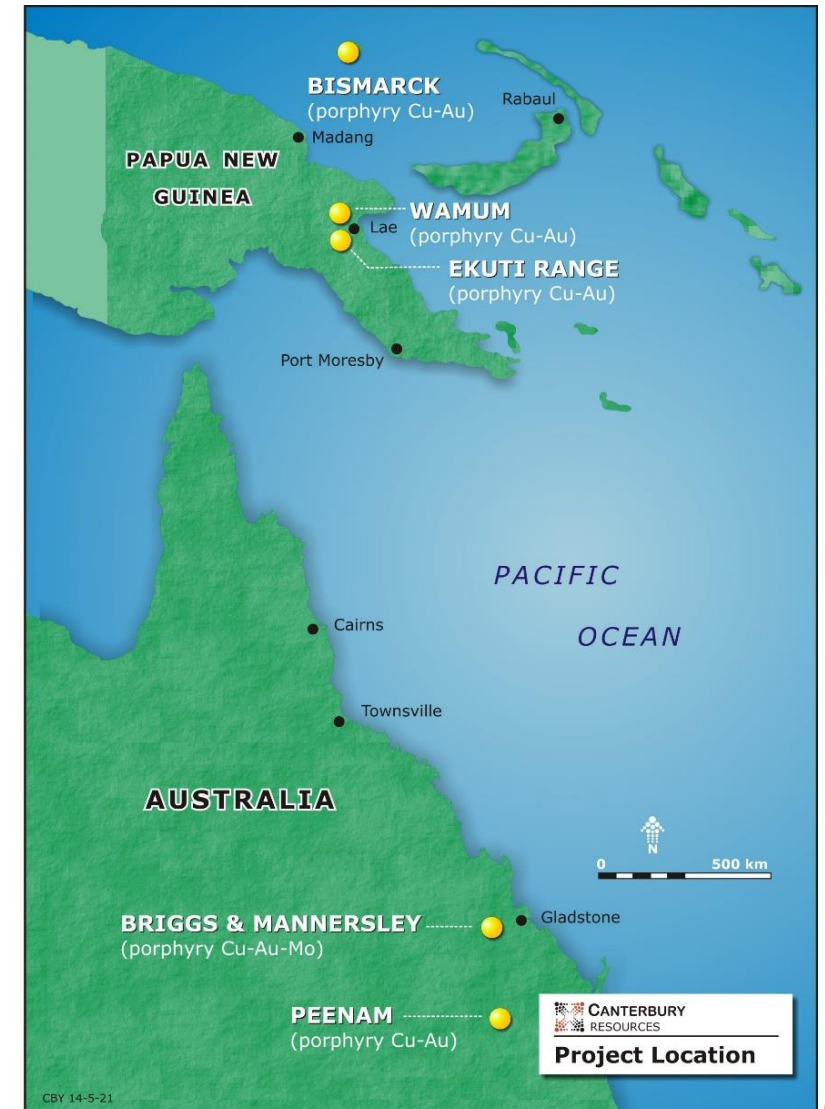 BISMARCK
(porphyry Cu-Au)
Rabaul
Madang
PAPUA NEW
GUINEA
WAMUM
(porphyry Cu-Au)
Lae
EKUTI RANGE
(porphyry Cu-Au)
Port Moresby
PACIFIC
OCEAN
Cairns
Townsville
AUSTRALIA
N
0 500 km
BRIGGS & MANNERSLEY
(porphyry Cu-Au-Mo)
Gladstone
PEENAM
(porphyry Cu-Au)
CANTERBURY
RESOURCES
Project Location
CBY 14-5-21